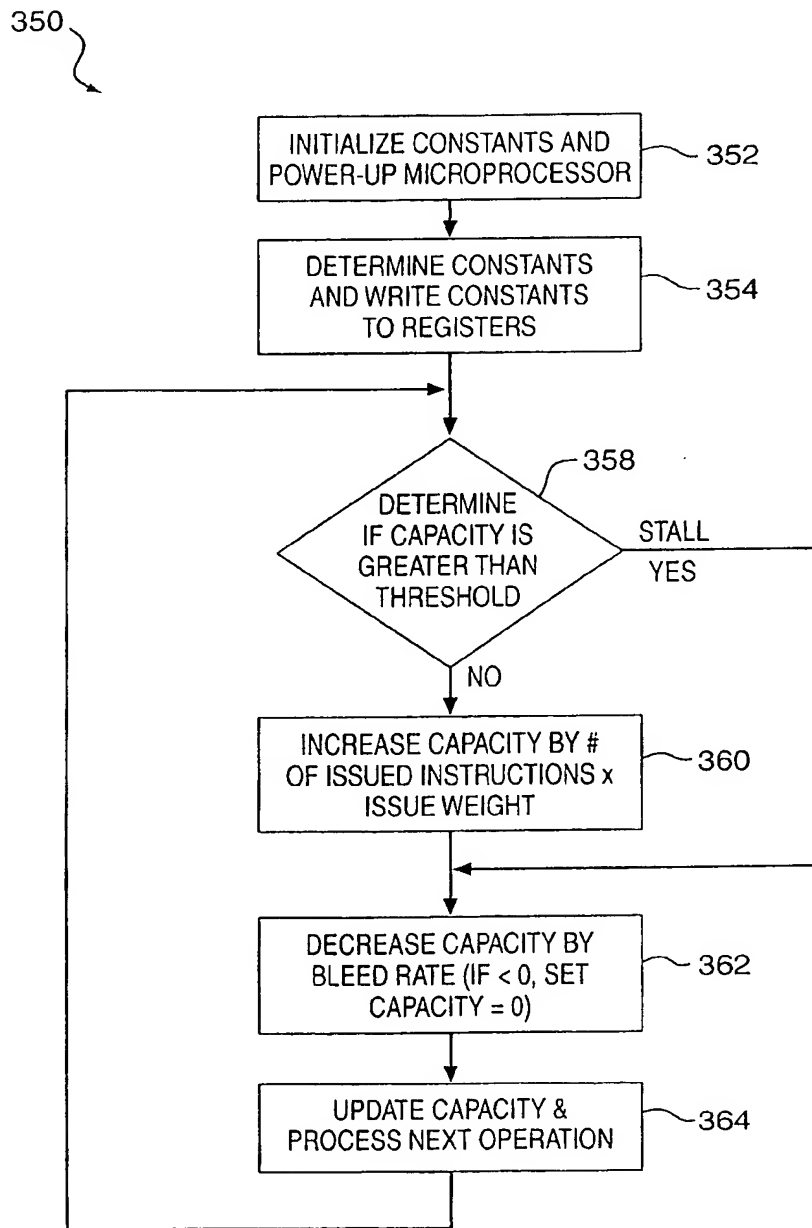 350
INITIALIZE CONSTANTS AND
POWER-UP MICROPROCESSOR
352
DETERMINE CONSTANTS
AND WRITE CONSTANTS
TO REGISTERS
354
358
DETERMINE
IF CAPACITY IS
GREATER THAN
THRESHOLD
STALL
YES
NO
INCREASE CAPACITY BY #
OF ISSUED INSTRUCTIONS x
ISSUE WEIGHT
360
DECREASE CAPACITY BY
BLEED RATE (IF < 0, SET
CAPACITY = 0)
362
UPDATE CAPACITY &
PROCESS NEXT OPERATION
364